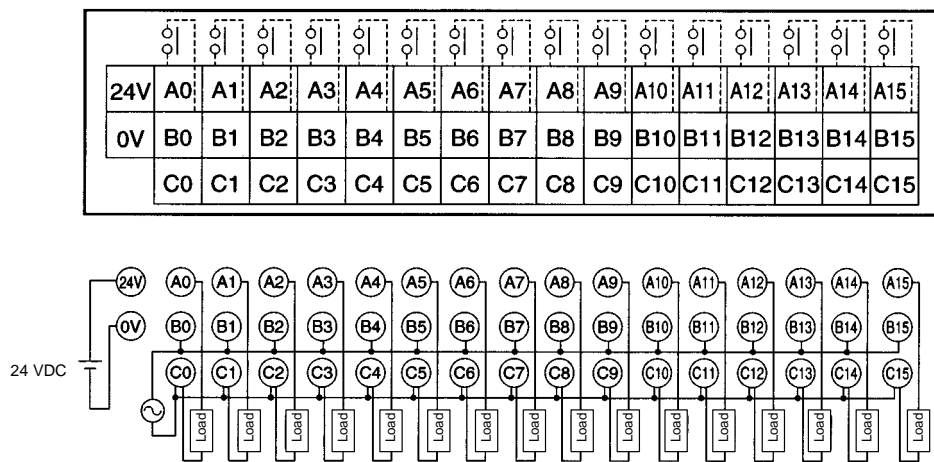 24V A0 A1 A2 A3 A4 A5 A6 A7 A8 A9 A10 A11 A12 A13 A14 A15
0V B0 B1 B2 B3 B4 B5 B6 B7 B8 B9 B10 B11 B12 B13 B14 B15
C0 C1 C2 C3 C4 C5 C6 C7 C8 C9 C10 C11 C12 C13 C14 C15
24V A0 A1 A2 A3 A4 A5 A6 A7 A8 A9 A10 A11 A12 A13 A14 A15
0V B0 B1 B2 B3 B4 B5 B6 B7 B8 B9 B10 B11 B12 B13 B14 B15
24 VDC C0 C1 C2 C3 C4 C5 C6 C7 C8 C9 C10 C11 C12 C13 C14 C15
Load Load Load Load Load Load Load Load Load Load Load Load Load Load Load Load